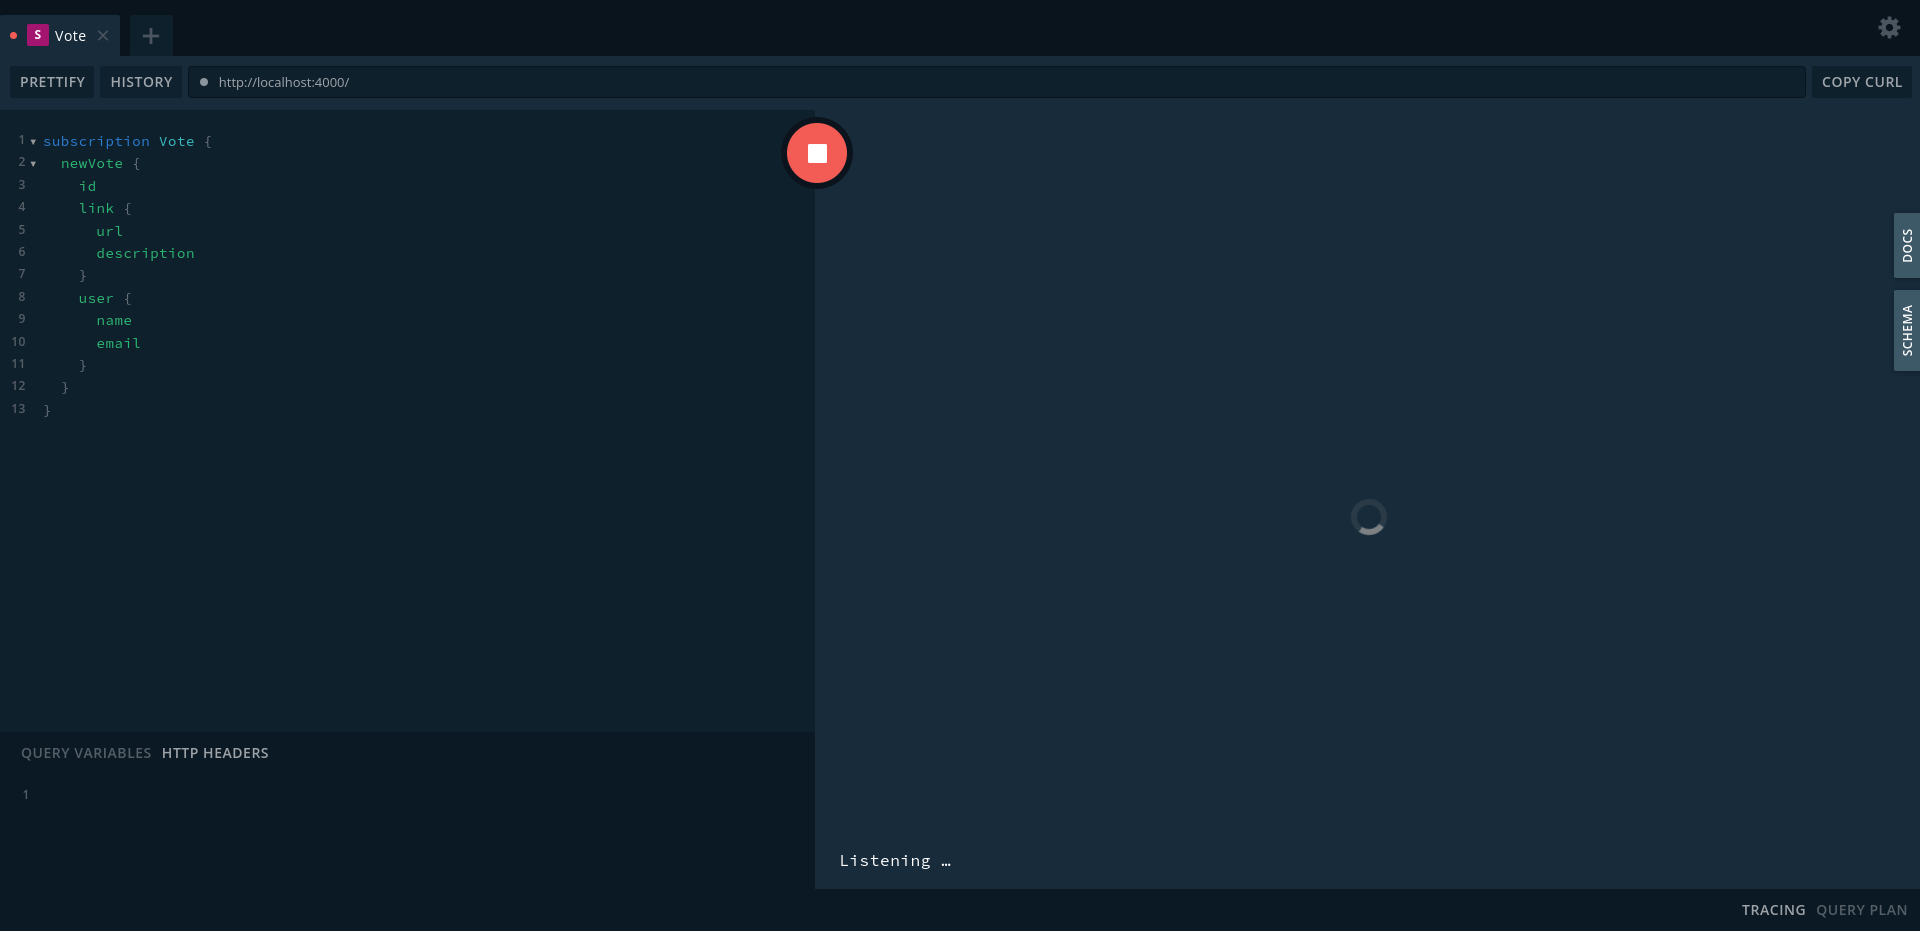 S Vote
PRETTIFY HISTORY http://localhost:4000/ COPY CURL
1 subscription Vote {
2   newVote {
3     id
4     link {
5       url
6       description
7     }
8     user {
9       name
10       email
11     }
12   }
13 }
DOCS
SCHEMA
QUERY VARIABLES HTTP HEADERS
1
Listening …
TRACING QUERY PLAN